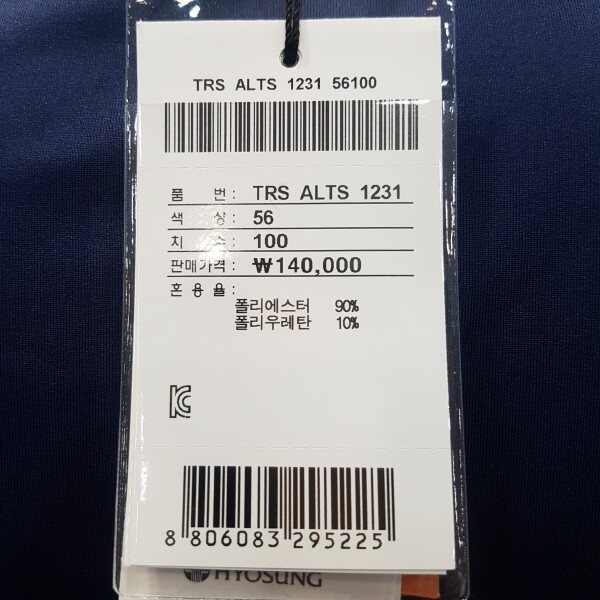 TRS ALTS 1231 56100
품 번 : TRS ALTS 1231
색 상 : 56
치 수 : 100
판매가격 : ₩140,000
혼 용 율 :
폴리에스터 90%
폴리우레탄 10%
8 806083 295225
HYOSUNG